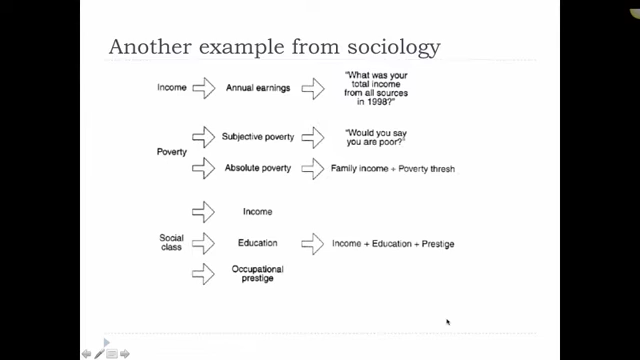 Another example from sociology
Income
Annual earnings
"What was your
total income
from all sources
in 1998?"
Poverty
Subjective poverty
"Would you say
you are poor?"
Absolute poverty
Family income + Poverty thresh
Social
class
Income
Education
Income + Education + Prestige
Occupational
prestige